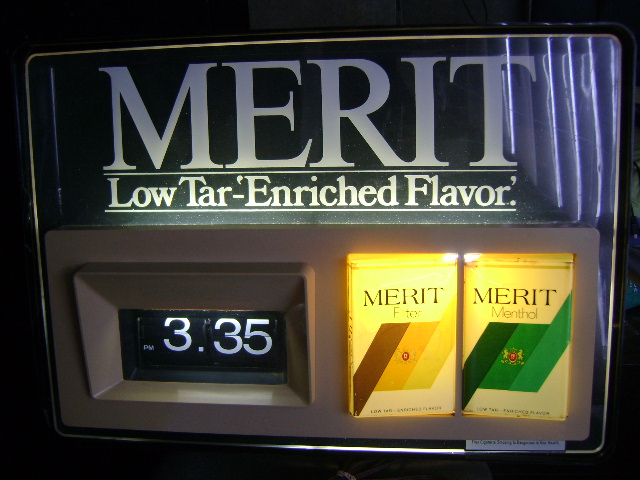 MERIT
Low Tar-'Enriched Flavor.'
PM 3.35
MERIT
Filter
LOW TAR - ENRICHED FLAVOR
MERIT
Menthol
LOW TAR - ENRICHED FLAVOR